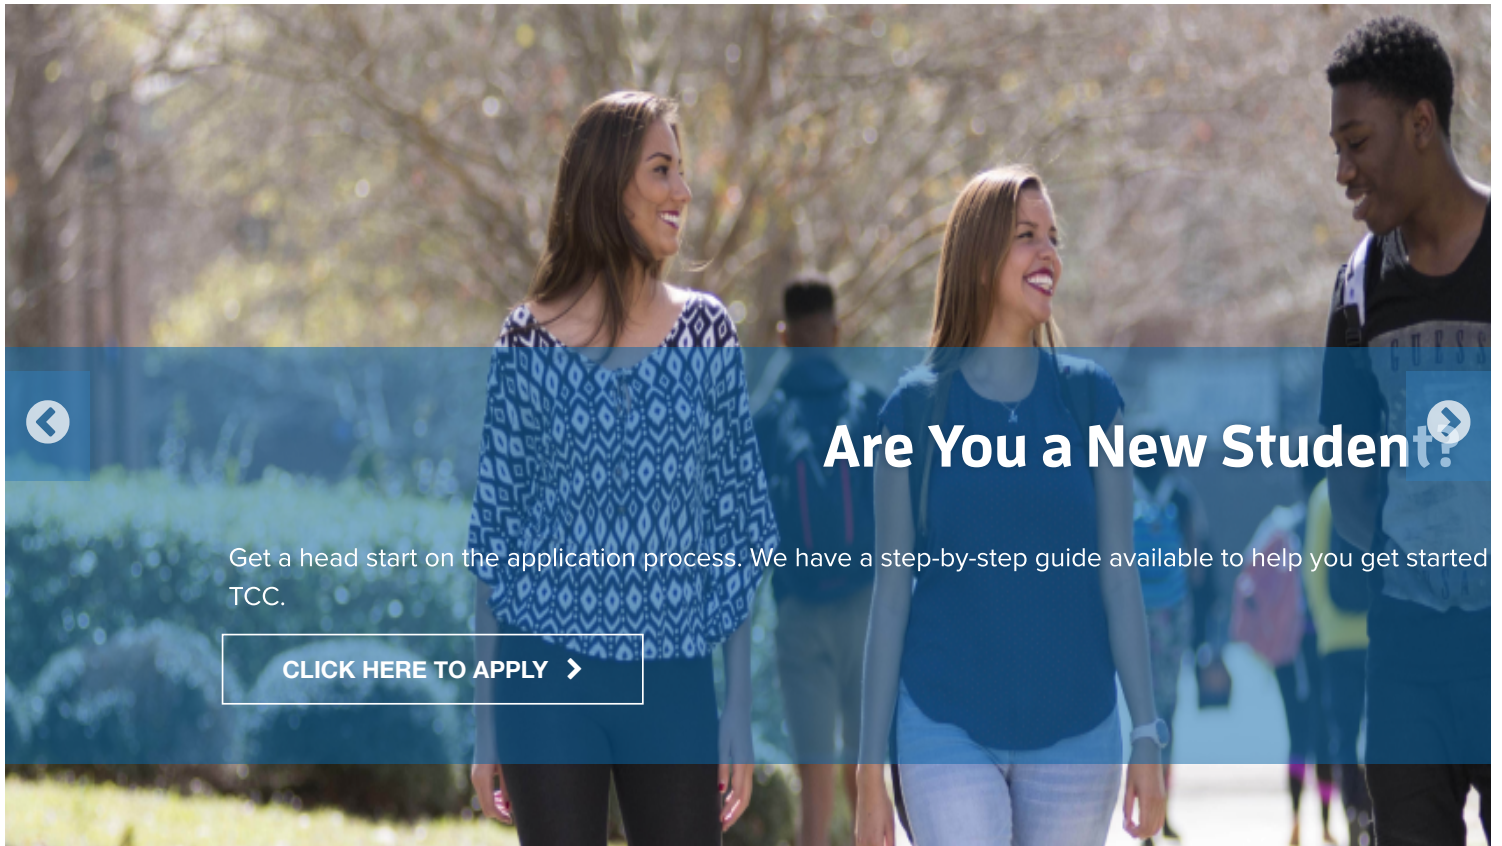 GUESS
Are You a New Student?
Get a head start on the application process. We have a step-by-step guide available to help you get started
TCC.
CLICK HERE TO APPLY